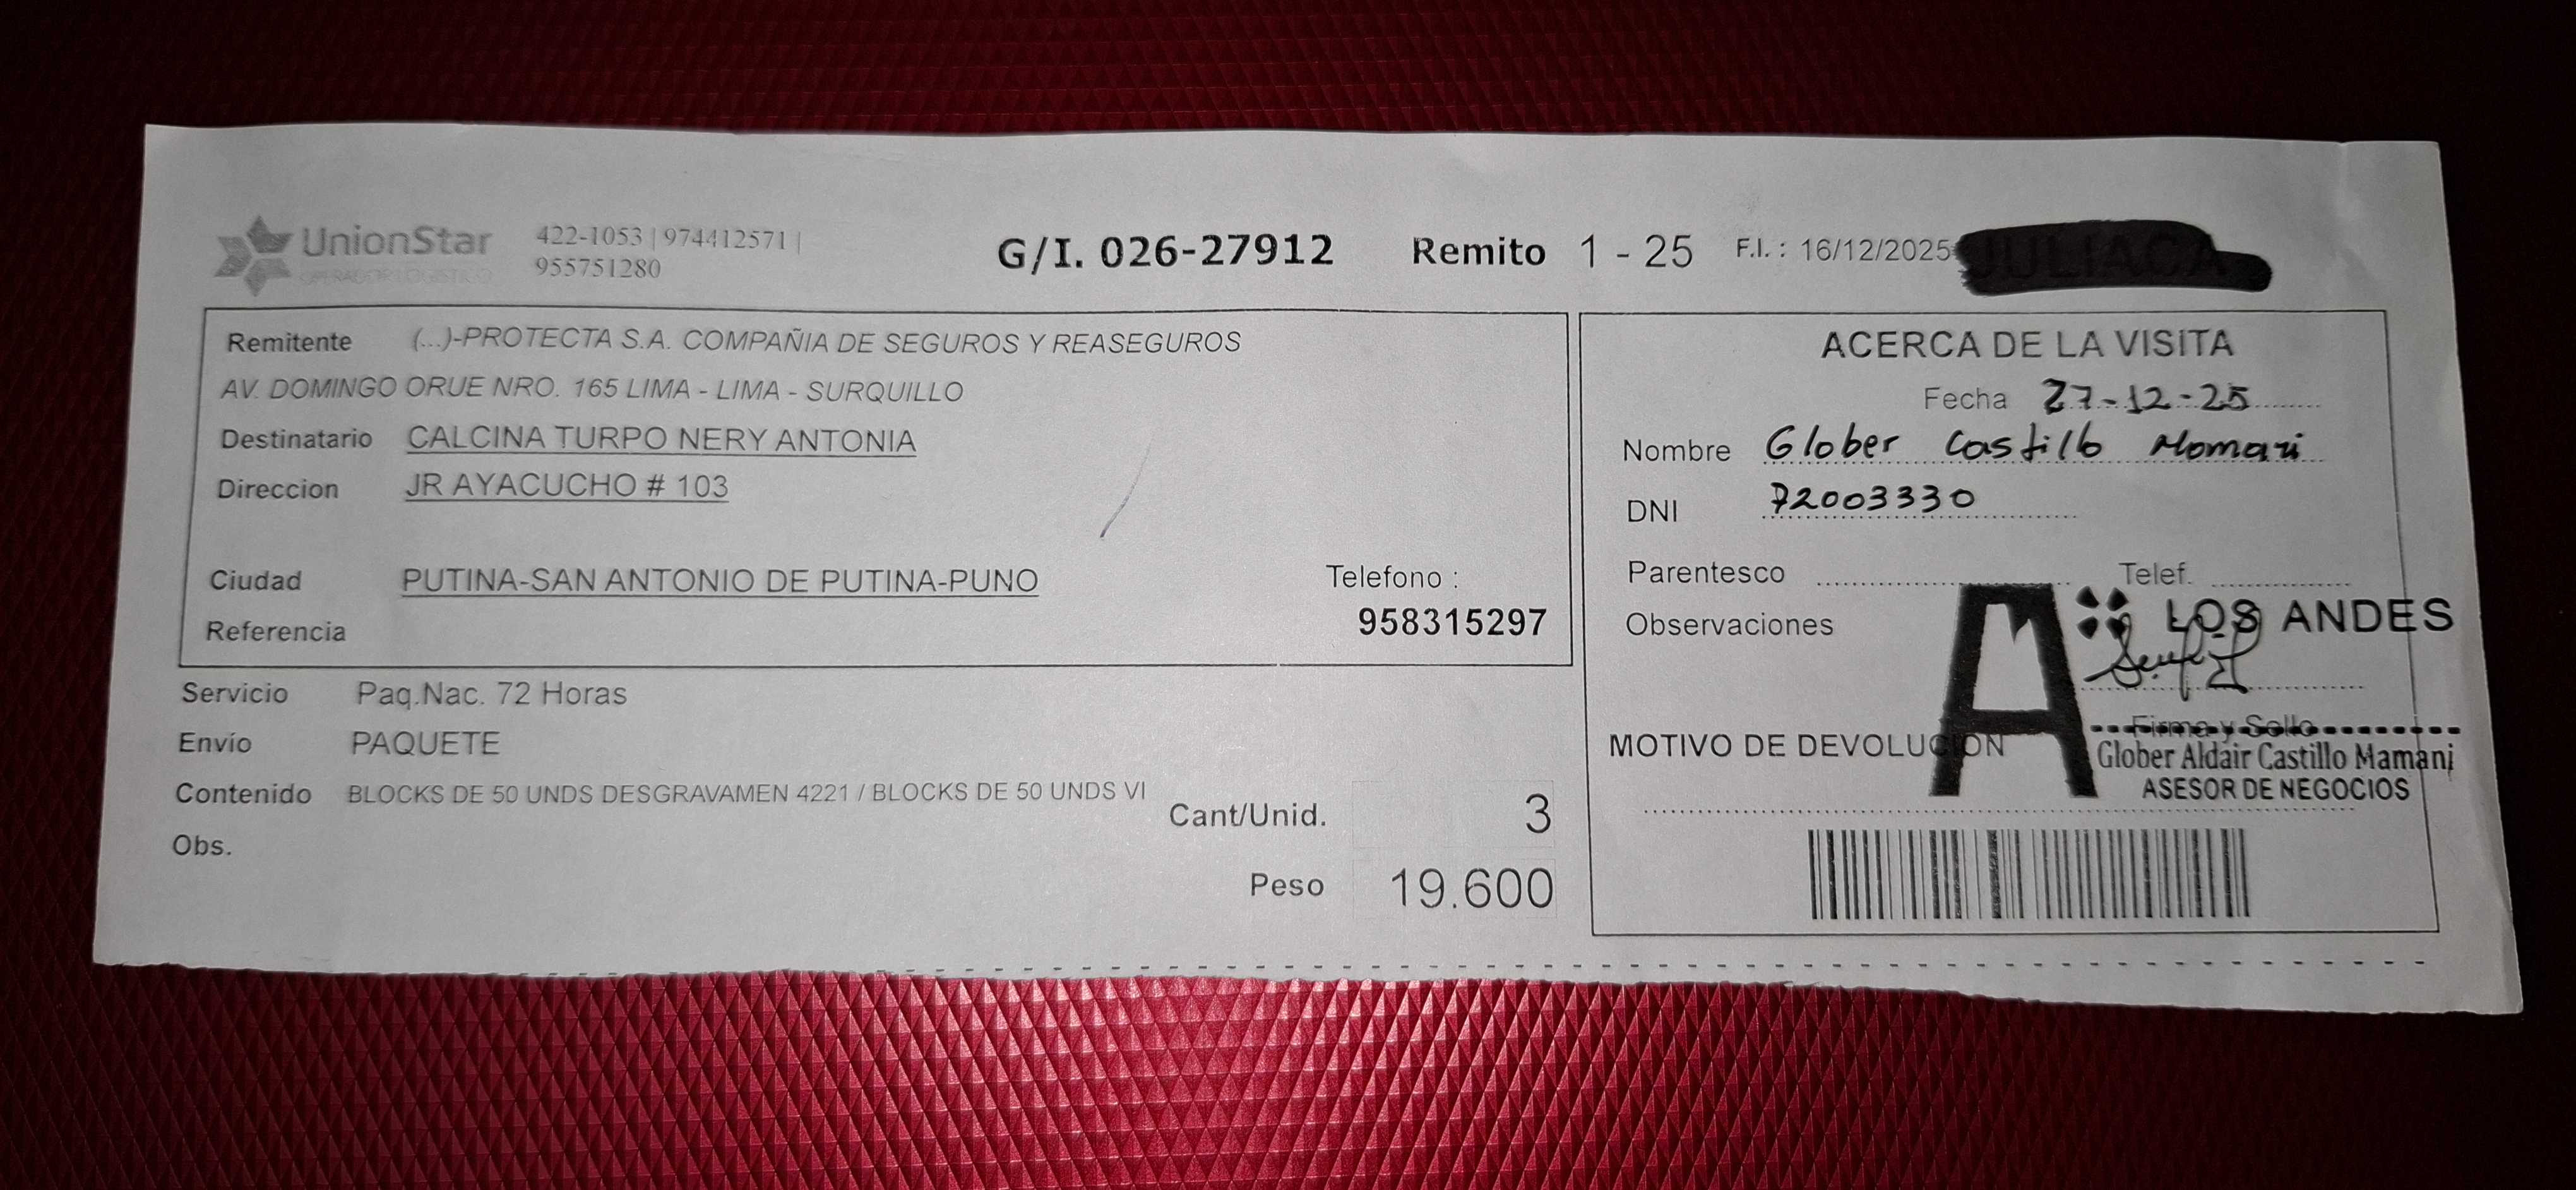 UnionStar
OPERADOR LOGISTICO
422-1053 | 974412571 |
955751280
G/I. 026-27912 Remito 1 - 25 F.I. : 16/12/2025 JULIACA
Remitente (...)-PROTECTA S.A. COMPAÑIA DE SEGUROS Y REASEGUROS
AV. DOMINGO ORUE NRO. 165 LIMA - LIMA - SURQUILLO
Destinatario CALCINA TURPO NERY ANTONIA
Direccion JR AYACUCHO # 103
Ciudad PUTINA-SAN ANTONIO DE PUTINA-PUNO
Telefono :
958315297
Referencia
Servicio Paq.Nac. 72 Horas
Envío PAQUETE
Contenido BLOCKS DE 50 UNDS DESGRAVAMEN 4221 / BLOCKS DE 50 UNDS VI
Obs.
Cant/Unid. 3
Peso 19.600
ACERCA DE LA VISITA
Fecha 27-12-25
Nombre Glober Castillo Mamani
DNI 72003330
Parentesco Telef.
Observaciones
A LOS ANDES
Firma y Sello
MOTIVO DE DEVOLUCION
Glober Aldair Castillo Mamani
ASESOR DE NEGOCIOS